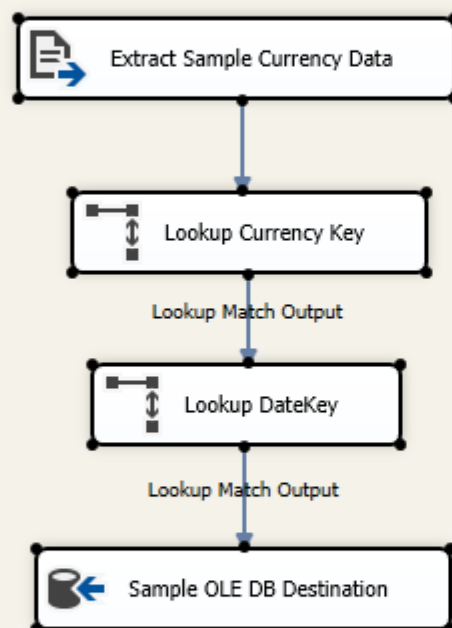 Extract Sample Currency Data
Lookup Currency Key
Lookup Match Output
Lookup DateKey
Lookup Match Output
Sample OLE DB Destination